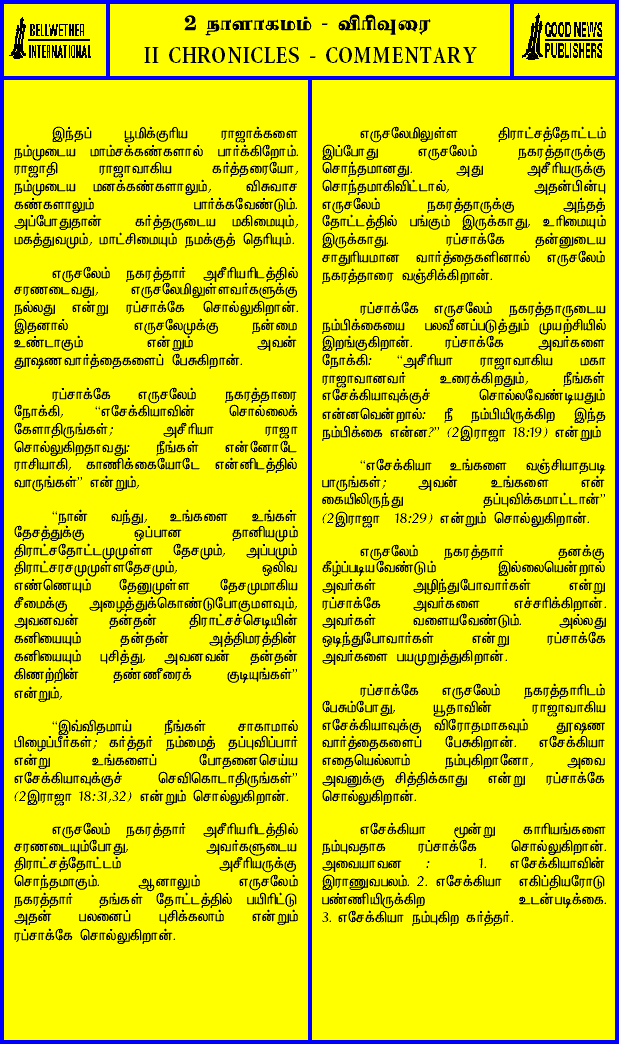 BELLWETHER
INTERNATIONAL
2 நாளாகமம் - விரிவுரை
II CHRONICLES - COMMENTARY
GOOD NEWS
PUBLISHERS
இந்தப் பூமிக்குரிய ராஜாக்களை
நம்முடைய மாம்சக்கண்களால் பார்க்கிறோம்.
ராஜாதி ராஜாவாகிய கர்த்தரையோ,
நம்முடைய மனக்கண்களாலும், விசுவாச
கண்களாலும் பார்க்கவேண்டும்.
அப்போதுதான் கர்த்தருடைய மகிமையும்,
மகத்துவமும், மாட்சிமையும் நமக்குத் தெரியும்.
எருசலேம் நகரத்தார் அசீரியரிடத்தில்
சரணடைவது, எருசலேமிலுள்ளவர்களுக்கு
நல்லது என்று ரப்சாக்கே சொல்லுகிறான்.
இதனால் எருசலேமுக்கு நன்மை
உண்டாகும் என்றும் அவன்
தூஷணவார்த்தைகளைப் பேசுகிறான்.
ரப்சாக்கே எருசலேம் நகரத்தாரை
நோக்கி, “எசேக்கியாவின் சொல்லைக்
கேளாதிருங்கள்; அசீரியா ராஜா
சொல்லுகிறதாவது: நீங்கள் என்னோடே
ராசியாகி, காணிக்கையோடே என்னிடத்தில்
வாருங்கள்” என்றும்,
“நான் வந்து, உங்களை உங்கள்
தேசத்துக்கு ஒப்பான தானியமும்
திராட்சதோட்டமுமுள்ள தேசமும், அப்பமும்
திராட்சரசமுமுள்ளதேசமும், ஒலிவ
எண்ணெயும் தேனுமுள்ள தேசமுமாகிய
சீமைக்கு அழைத்துக்கொண்டுபோகுமளவும்,
அவனவன் தன்தன் திராட்சச்செடியின்
கனியையும் தன்தன் அத்திமரத்தின்
கனியையும் புசித்து, அவனவன் தன்தன்
கிணற்றின் தண்ணீரைக் குடியுங்கள்”
என்றும்,
“இவ்விதமாய் நீங்கள் சாகாமால்
பிழைப்பீர்கள்; கர்த்தர் நம்மைத் தப்புவிப்பார்
என்று உங்களைப் போதனைசெய்ய
எசேக்கியாவுக்குச் செவிகொடாதிருங்கள்”
(2இராஜா 18:31,32) என்றும் சொல்லுகிறான்.
எருசலேம் நகரத்தார் அசீரியரிடத்தில்
சரணடையும்போது, அவர்களுடைய
திராட்சத்தோட்டம் அசீரியருக்கு
சொந்தமாகும். ஆனாலும் எருசலேம்
நகரத்தார் தங்கள் தோட்டத்தில் பயிரிட்டு
அதன் பலனைப் புசிக்கலாம் என்றும்
ரப்சாக்கே சொல்லுகிறான்.
எருசலேமிலுள்ள திராட்சத்தோட்டம்
இப்போது எருசலேம் நகரத்தாருக்கு
சொந்தமானது. அது அசீரியருக்கு
சொந்தமாகிவிட்டால், அதன்பின்பு
எருசலேம் நகரத்தாருக்கு அந்தத்
தோட்டத்தில் பங்கும் இருக்காது, உரிமையும்
இருக்காது. ரப்சாக்கே தன்னுடைய
சாதுரியமான வார்த்தைகளினால் எருசலேம்
நகரத்தாரை வஞ்சிக்கிறான்.
ரப்சாக்கே எருசலேம் நகரத்தாருடைய
நம்பிக்கையை பலவீனப்படுத்தும் முயற்சியில்
இறங்குகிறான். ரப்சாக்கே அவர்களை
நோக்கி: “அசீரியா ராஜாவாகிய மகா
ராஜாவானவர் உரைக்கிறதும், நீங்கள்
எசேக்கியாவுக்குச் சொல்லவேண்டியதும்
என்னவென்றால்: நீ நம்பியிருக்கிற இந்த
நம்பிக்கை என்ன?” (2இராஜா 18:19) என்றும்
“எசேக்கியா உங்களை வஞ்சியாதபடி
பாருங்கள்; அவன் உங்களை என்
கையிலிருந்து தப்புவிக்கமாட்டான்”
(2இராஜா 18:29) என்றும் சொல்லுகிறான்.
எருசலேம் நகரத்தார் தனக்கு
கீழ்ப்படியவேண்டும் இல்லையென்றால்
அவர்கள் அழிந்துபோவார்கள் என்று
ரப்சாக்கே அவர்களை எச்சரிக்கிறான்.
அவர்கள் வளையவேண்டும். அல்லது
ஒடிந்துபோவார்கள் என்று ரப்சாக்கே
அவர்களை பயமுறுத்துகிறான்.
ரப்சாக்கே எருசலேம் நகரத்தாரிடம்
பேசும்போது, யூதாவின் ராஜாவாகிய
எசேக்கியாவுக்கு விரோதமாகவும் தூஷண
வார்த்தைகளைப் பேசுகிறான். எசேக்கியா
எதையெல்லாம் நம்புகிறானோ, அவை
அவனுக்கு சித்திக்காது என்று ரப்சாக்கே
சொல்லுகிறான்.
எசேக்கியா மூன்று காரியங்களை
நம்புவதாக ரப்சாக்கே சொல்லுகிறான்.
அவையாவன : 1. எசேக்கியாவின்
இராணுவபலம். 2. எசேக்கியா எகிப்தியரோடு
பண்ணியிருக்கிற உடன்படிக்கை.
3. எசேக்கியா நம்புகிற கர்த்தர்.